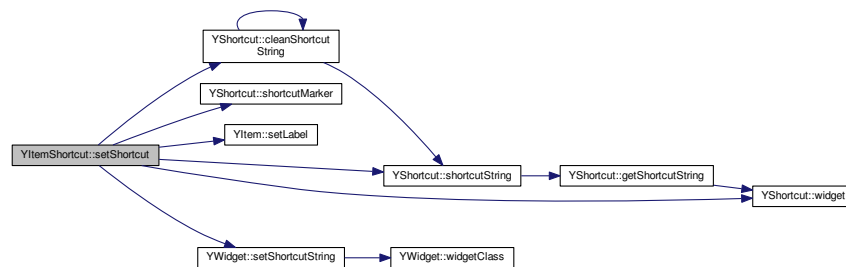 YShortcut::cleanShortcut
String
YShortcut::shortcutMarker
YItem::setLabel
YItemShortcut::setShortcut
YShortcut::shortcutString
YShortcut::getShortcutString
YShortcut::widget
YWidget::setShortcutString
YWidget::widgetClass